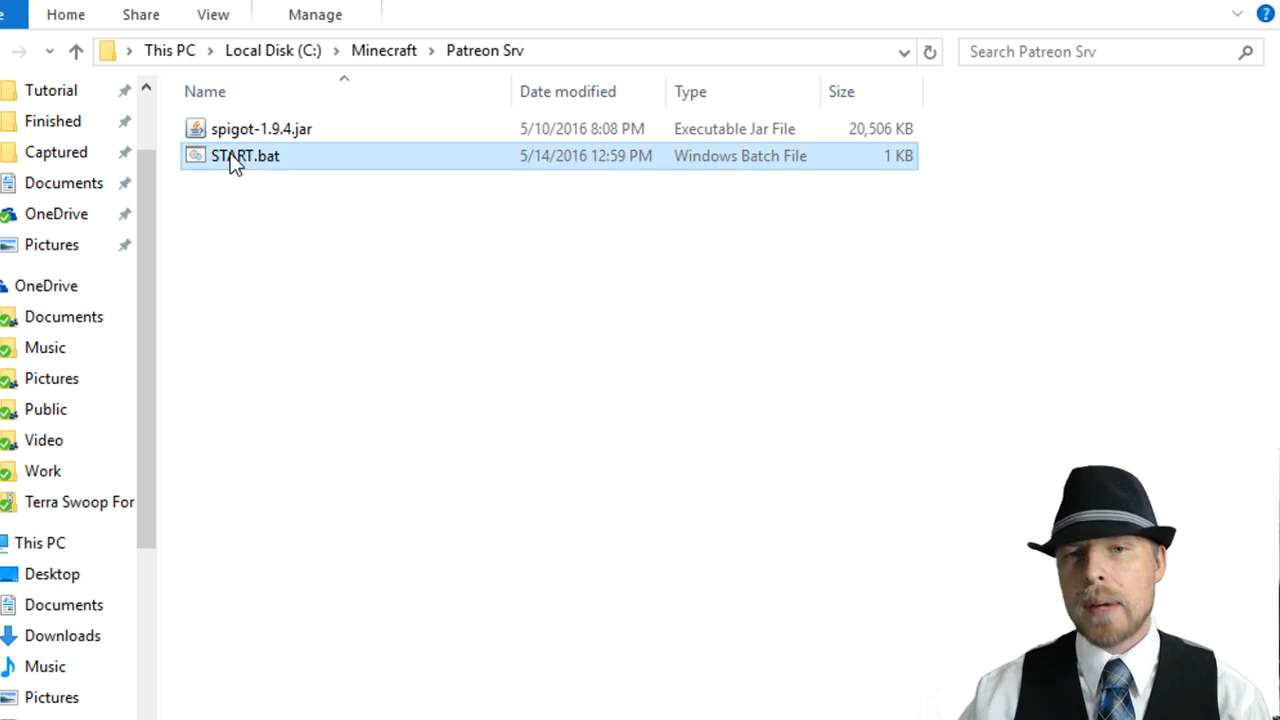 Home Share View Manage
This PC Local Disk (C:) Minecraft Patreon Srv Search Patreon Srv
Name Date modified Type Size
spigot-1.9.4.jar 5/10/2016 8:08 PM Executable Jar File 20,506 KB
START.bat 5/14/2016 12:59 PM Windows Batch File 1 KB
Tutorial
Finished
Captured
Documents
OneDrive
Pictures
OneDrive
Documents
Music
Pictures
Public
Video
Work
Terra Swoop For
This PC
Desktop
Documents
Downloads
Music
Pictures